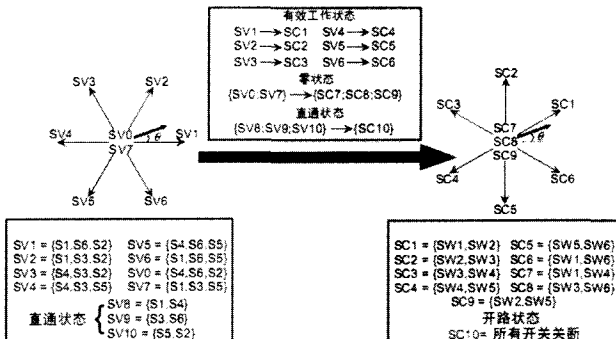 有效工作状态
SV1→SC1 SV4→SC4
SV2→SC2 SV5→SC5
SV3→SC3 SV6→SC6
零状态
{SV0;SV7}→{SC7;SC8;SC9}
直通状态
{SV8;SV9;SV10}→{SC10}
SV3 SV2
SV4 SV0 SV1
SV7 θ
SV5 SV6
SC2
SC3 SC1
SC7
SC8 θ
SC9
SC4 SC6
SC5
SV1 = {S1,S6,S2} SV5 = {S4,S6,S5}
SV2 = {S1,S3,S2} SV6 = {S1,S6,S5}
SV3 = {S4,S3,S2} SV0 = {S4,S6,S2}
SV4 = {S4,S3,S5} SV7 = {S1,S3,S5}
直通状态
SV8 = {S1,S4}
SV9 = {S3,S6}
SV10 = {S5,S2}
SC1 = {SW1,SW2} SC5 = {SW5,SW6}
SC2 = {SW2,SW3} SC6 = {SW1,SW6}
SC3 = {SW3,SW4} SC7 = {SW1,SW4}
SC4 = {SW4,SW5} SC8 = {SW3,SW6}
SC9 = {SW2,SW5}
开路状态
SC10= 所有开关关断